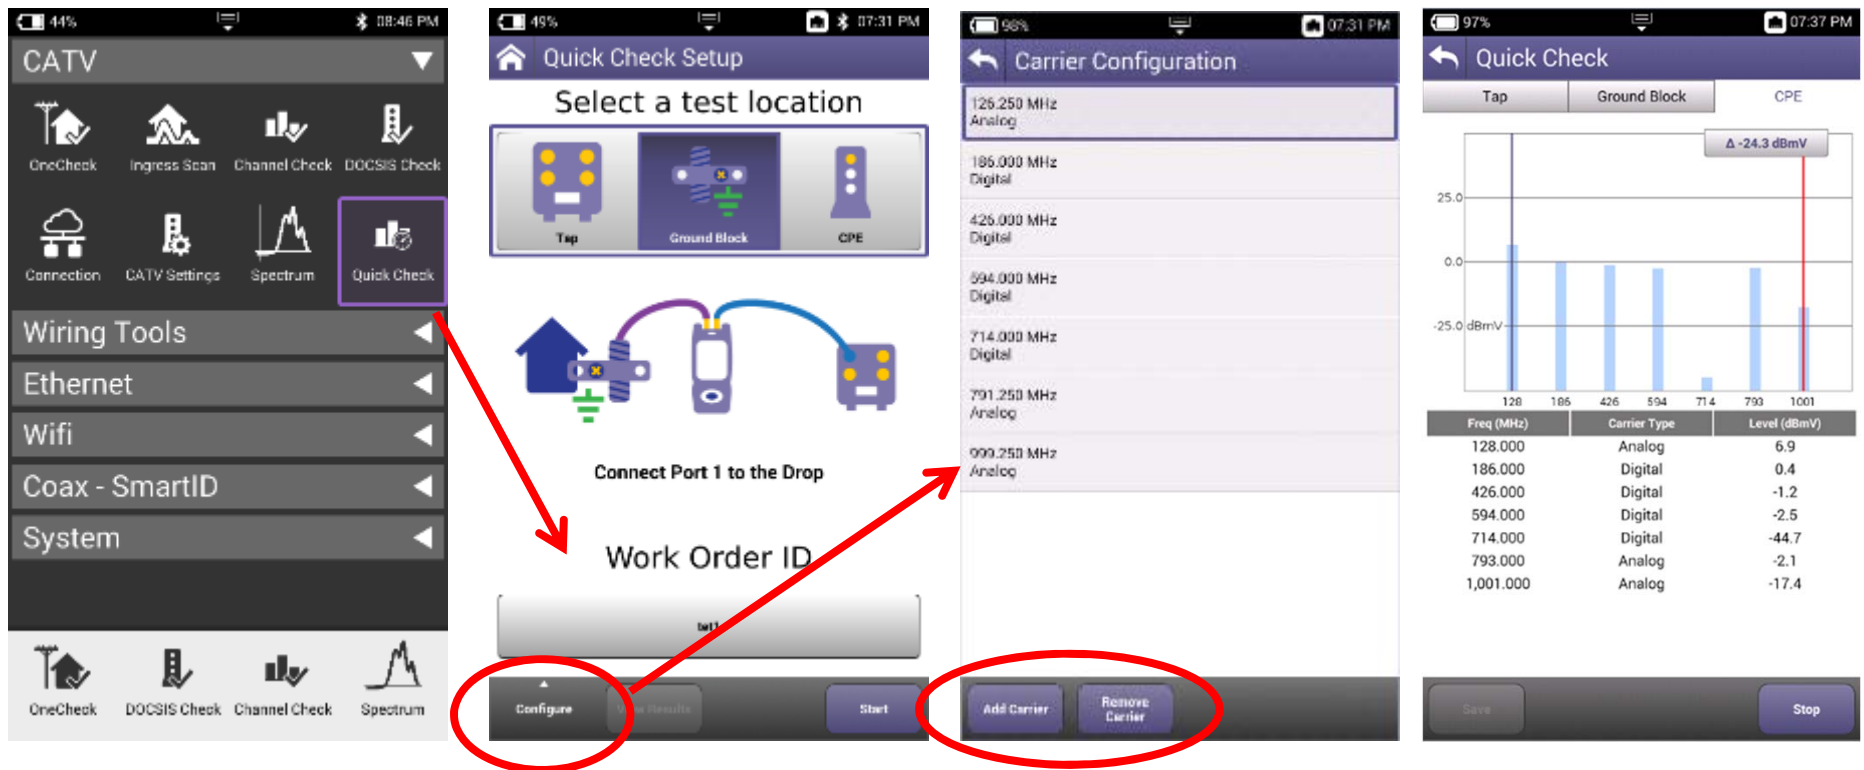 44%
08:46 PM
CATV
OneCheck
Ingress Scan
Channel Check
DOCSIS Check
Connection
CATV Settings
Spectrum
Quick Check
Wiring Tools
Ethernet
Wifi
Coax - SmartID
System
OneCheck
DOCSIS Check
Channel Check
Spectrum
49%
07:31 PM
Quick Check Setup
Select a test location
Tap
Ground Block
CPE
Connect Port 1 to the Drop
Work Order ID
Configure
View Results
Start
98%
07:31 PM
Carrier Configuration
126.250 MHz
Analog
186.000 MHz
Digital
426.000 MHz
Digital
594.000 MHz
Digital
714.000 MHz
Digital
791.250 MHz
Analog
999.250 MHz
Analog
Add Carrier
Remove
Carrier
97%
07:37 PM
Quick Check
Tap
Ground Block
CPE
Δ -24.3 dBmV
25.0
0.0
-25.0 dBmV
128 186 426 594 714 793 1001
Freq (MHz) Carrier Type Level (dBmV)
128.000 Analog 6.9
186.000 Digital 0.4
426.000 Digital -1.2
594.000 Digital -2.5
714.000 Digital -44.7
793.000 Analog -2.1
1,001.000 Analog -17.4
Save
Stop